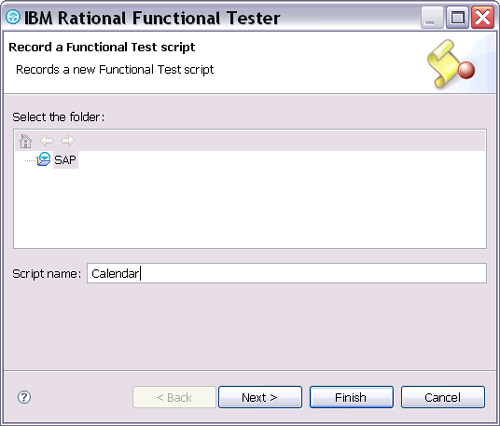 IBM Rational Functional Tester
Record a Functional Test script
Records a new Functional Test script
Select the folder:
SAP
Script name: Calendar
? < Back Next > Finish Cancel